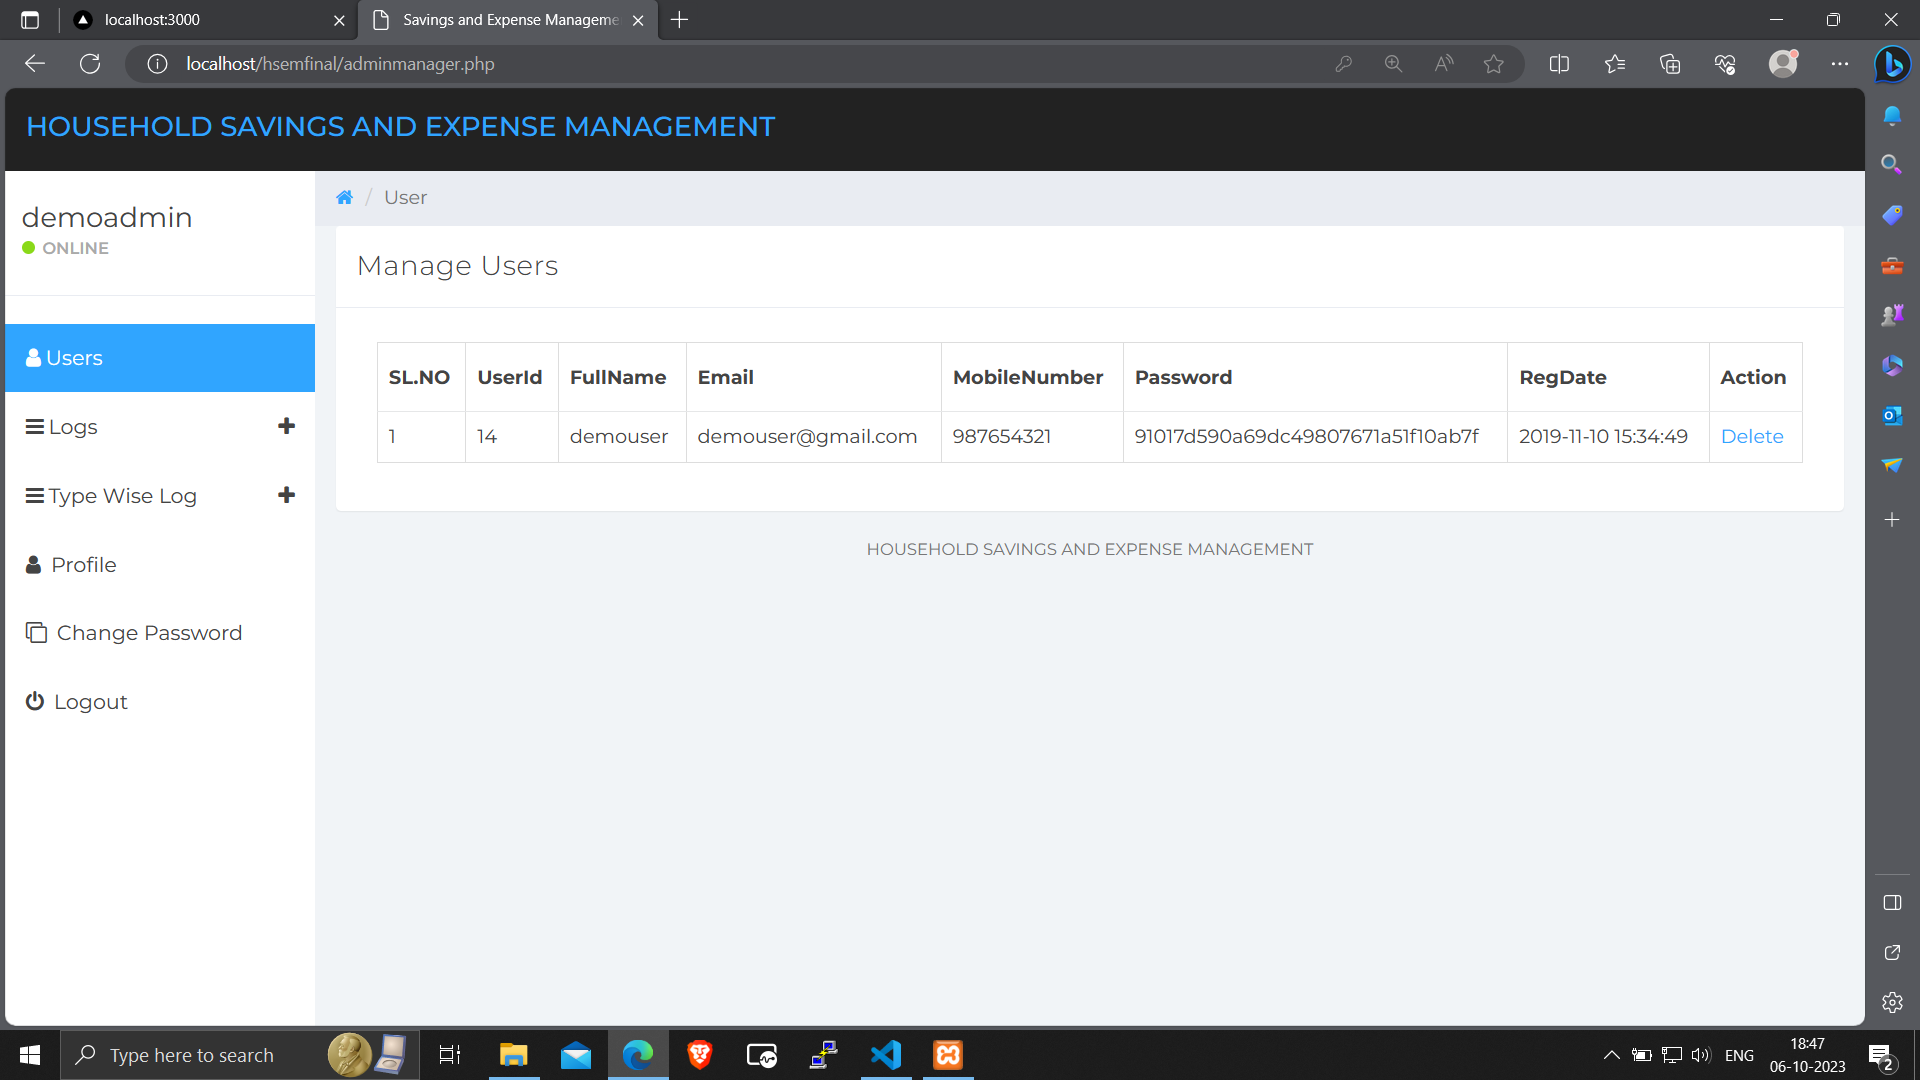 localhost:3000
Savings and Expense Manageme
localhost/hsemfinal/adminmanager.php
HOUSEHOLD SAVINGS AND EXPENSE MANAGEMENT
demoadmin
ONLINE
/ User
Manage Users
Users
Logs
Type Wise Log
Profile
Change Password
Logout
SL.NO UserId FullName Email MobileNumber Password RegDate Action
1 14 demouser demouser@gmail.com 987654321 91017d590a69dc49807671a51f10ab7f 2019-11-10 15:34:49 Delete
HOUSEHOLD SAVINGS AND EXPENSE MANAGEMENT
Type here to search
ENG
18:47
06-10-2023
2